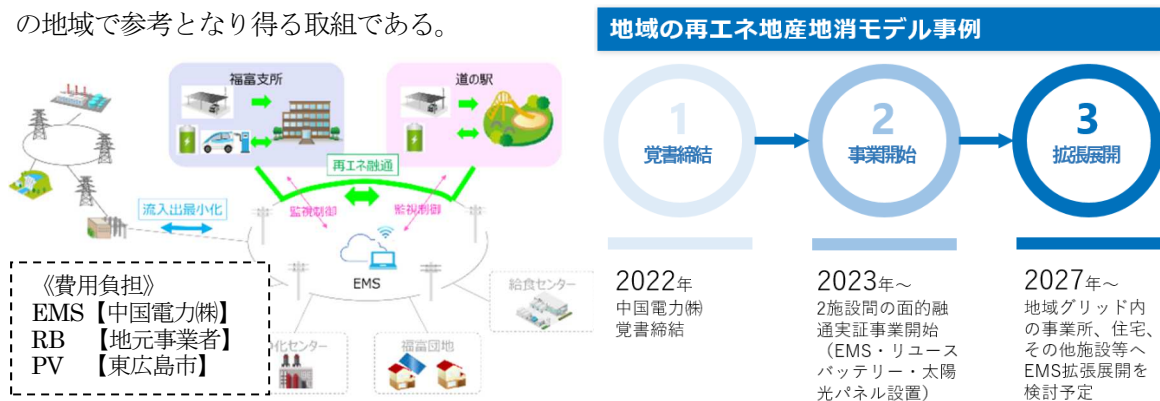 の地域で参考となり得る取組である。
福富支所
道の駅
再エネ融通
監視制御
監視制御
流入出最小化
EMS
給食センター
化センター
福富団地
《費用負担》
EMS【中国電力㈱】
RB 【地元事業者】
PV 【東広島市】
地域の再エネ地産地消モデル事例
1
覚書締結
2
事業開始
3
拡張展開
2022年
中国電力㈱
覚書締結
2023年～
2施設間の面的融
通実証事業開始
（EMS・リユース
バッテリー・太陽
光パネル設置）
2027年～
地域グリッド内
の事業所、住宅、
その他施設等へ
EMS拡張展開を
検討予定